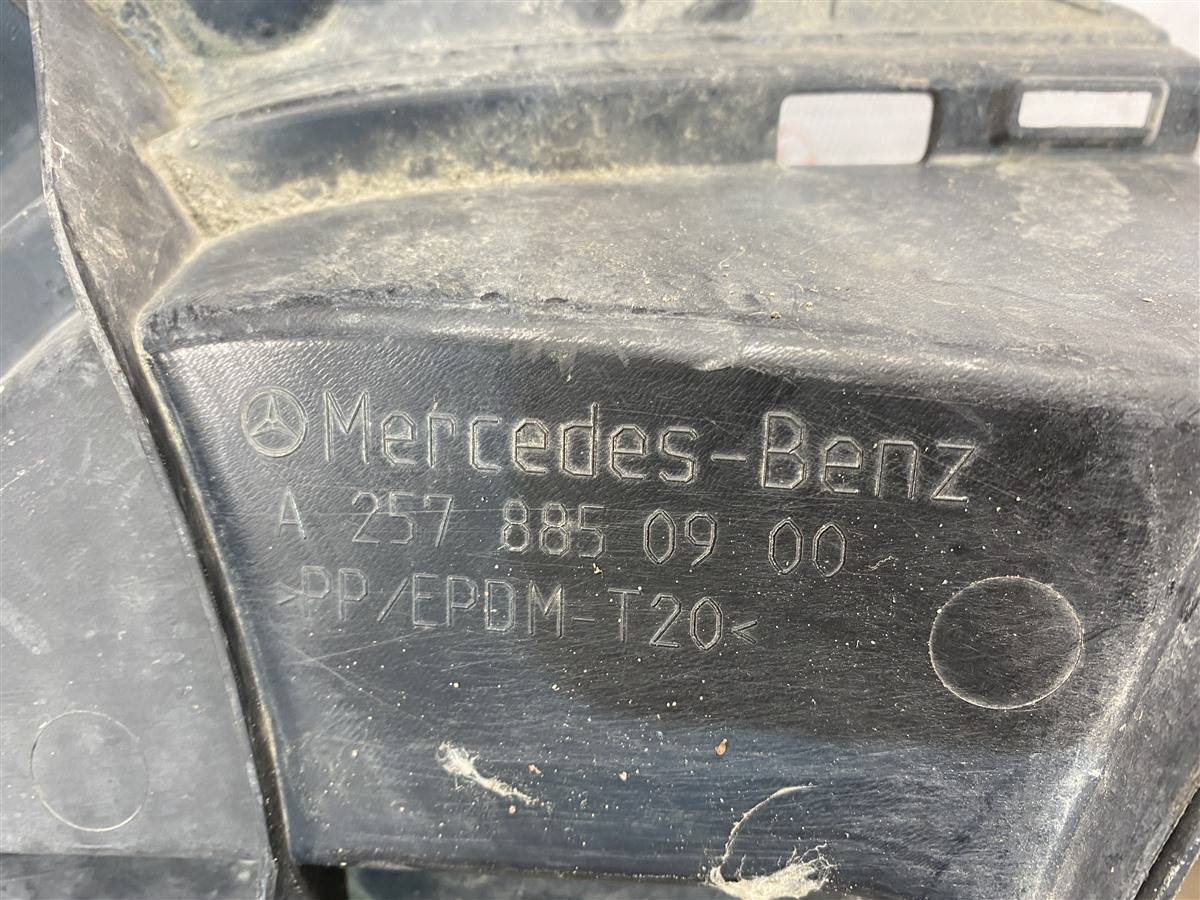 Mercedes-Benz
A 257 885 09 00
>PP/EPDM-T20<